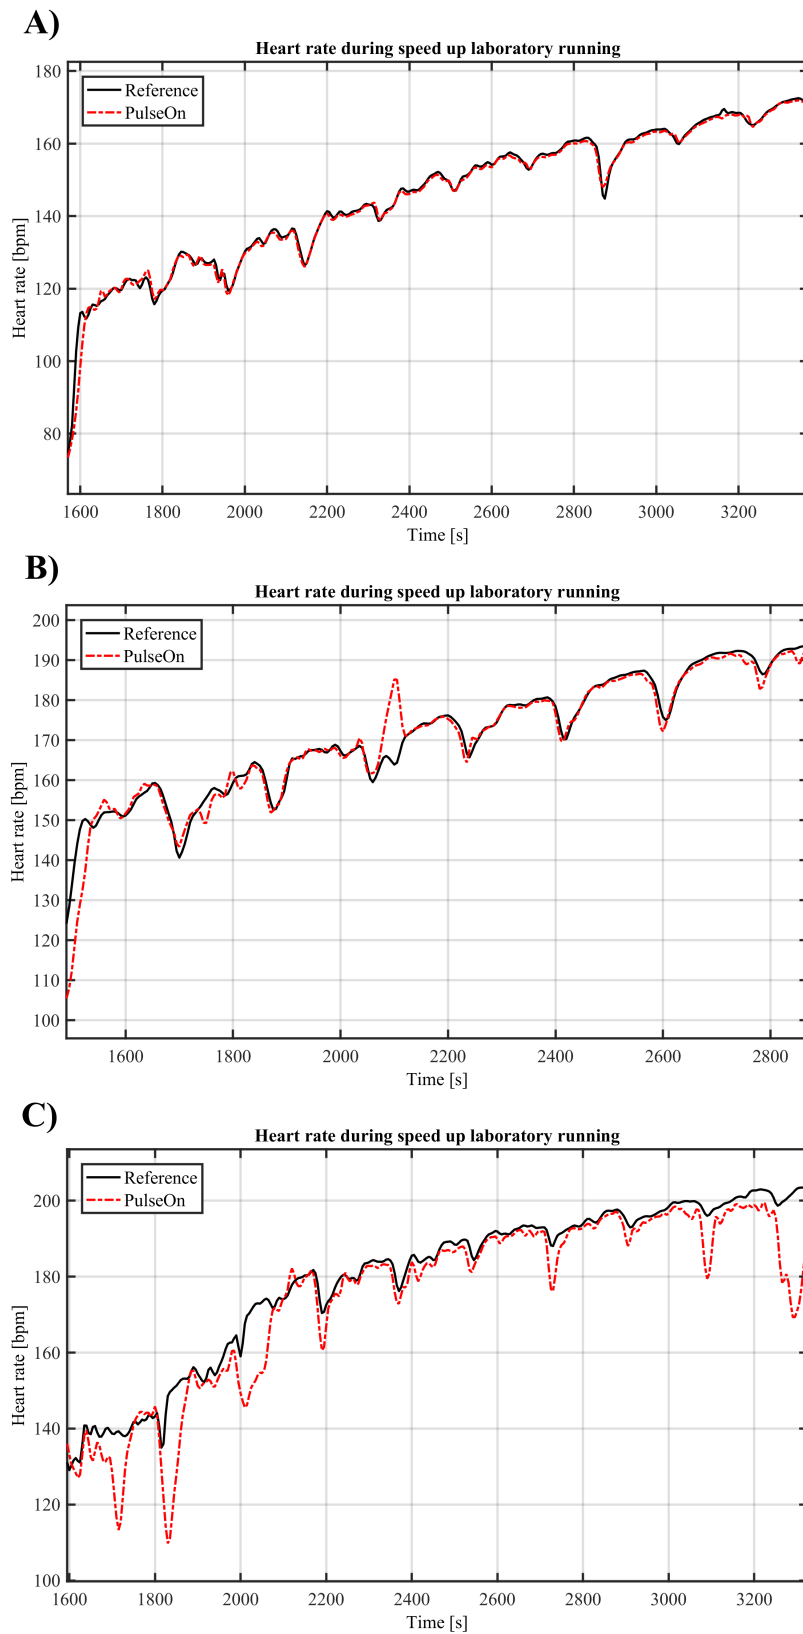 A)
Heart rate during speed up laboratory running
Reference
PulseOn
Heart rate [bpm]
180
160
140
120
100
80
1600 1800 2000 2200 2400 2600 2800 3000 3200
Time [s]
B)
Heart rate during speed up laboratory running
Reference
PulseOn
Heart rate [bpm]
200
190
180
170
160
150
140
130
120
110
100
1600 1800 2000 2200 2400 2600 2800
Time [s]
C)
Heart rate during speed up laboratory running
Reference
PulseOn
Heart rate [bpm]
200
180
160
140
120
100
1600 1800 2000 2200 2400 2600 2800 3000 3200
Time [s]